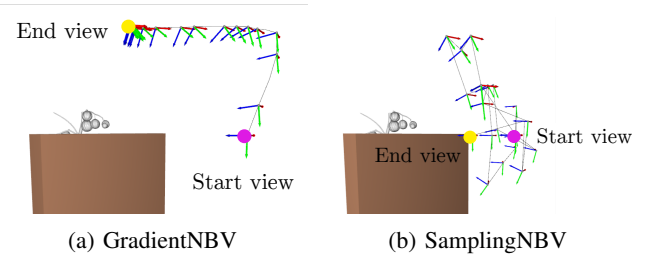 End view
Start view
(a) GradientNBV
Start view
End view
(b) SamplingNBV